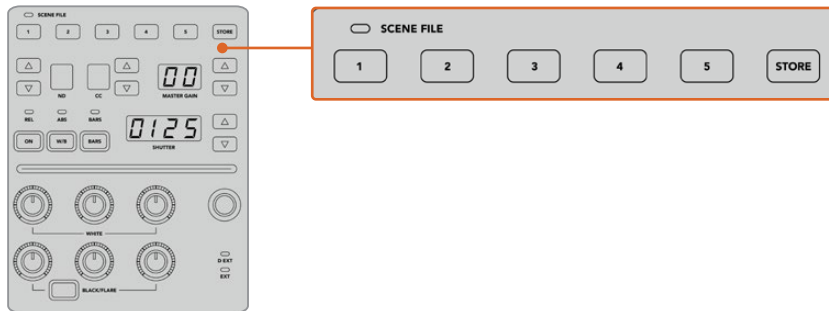 SCENE FILE
1 2 3 4 5 STORE
ND CC 00 MASTER GAIN
REL ABS BARS
ON W/B BARS
0125
SHUTTER
WHITE
D EXT
EXT
BLACK/FLARE
SCENE FILE
1 2 3 4 5 STORE